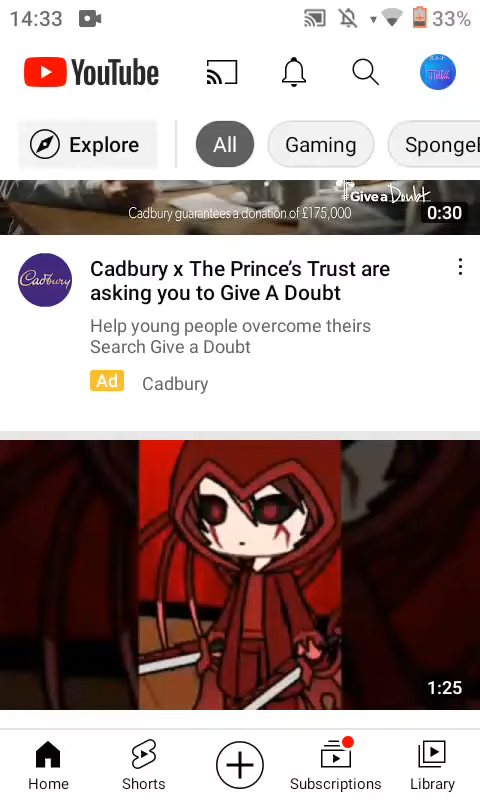 14:33
33%
YouTube
TMK
Explore
All
Gaming
SpongeB
#Give a Doubt
Cadbury guarantees a donation of £175,000
0:30
Cadbury
Cadbury x The Prince's Trust are
asking you to Give A Doubt
Help young people overcome theirs
Search Give a Doubt
Ad
Cadbury
1:25
Home
Shorts
Subscriptions
Library